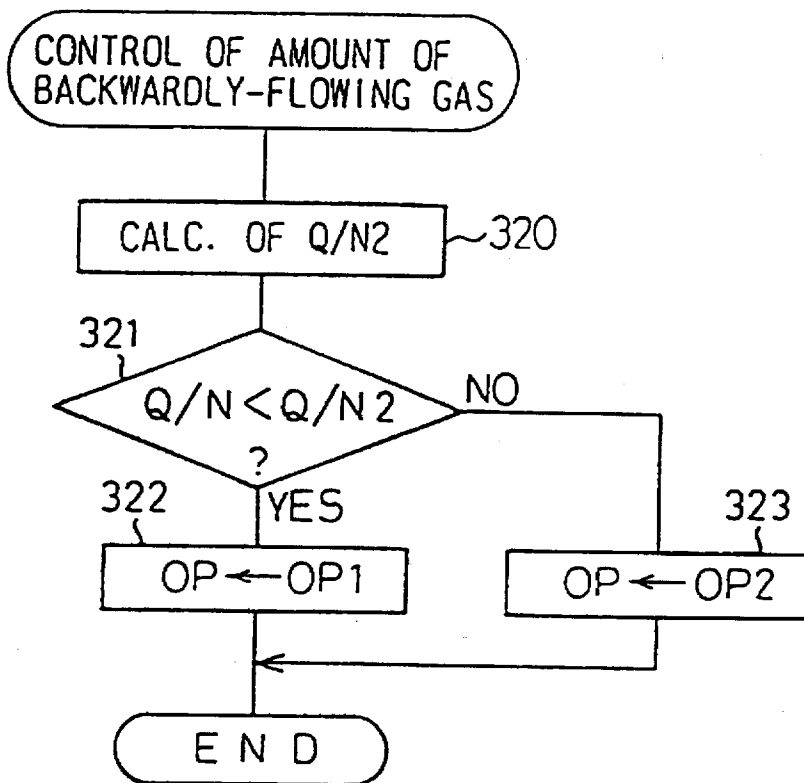 CONTROL OF AMOUNT OF
BACKWARDLY-FLOWING GAS
CALC. OF Q/N2
320
321
Q/N<Q/N2
?
NO
YES
322
OP←OP1
323
OP←OP2
END